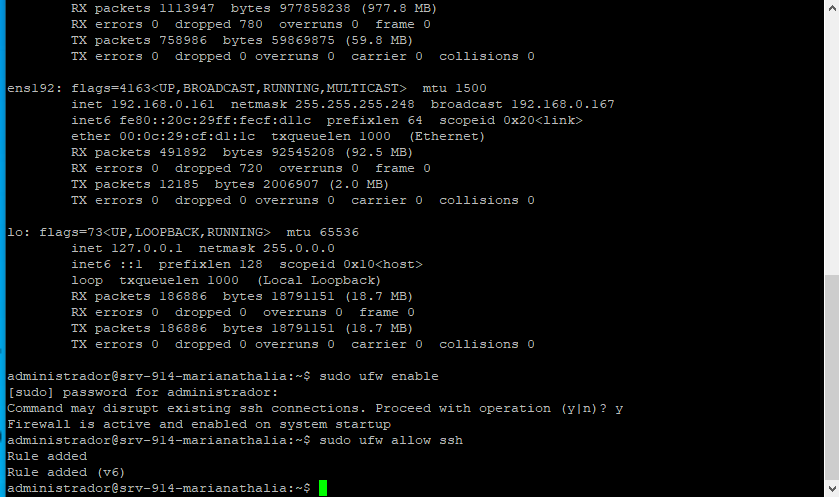 RX packets 1113947  bytes 977858238 (977.8 MB)
RX errors 0  dropped 780  overruns 0  frame 0
TX packets 758986  bytes 59869875 (59.8 MB)
TX errors 0  dropped 0 overruns 0  carrier 0  collisions 0
ens192: flags=4163<UP,BROADCAST,RUNNING,MULTICAST>  mtu 1500
inet 192.168.0.161  netmask 255.255.255.248  broadcast 192.168.0.167
inet6 fe80::20c:29ff:fecf:d11c  prefixlen 64  scopeid 0x20<link>
ether 00:0c:29:cf:d1:1c  txqueuelen 1000  (Ethernet)
RX packets 491892  bytes 92545208 (92.5 MB)
RX errors 0  dropped 720  overruns 0  frame 0
TX packets 12185  bytes 2006907 (2.0 MB)
TX errors 0  dropped 0 overruns 0  carrier 0  collisions 0
lo: flags=73<UP,LOOPBACK,RUNNING>  mtu 65536
inet 127.0.0.1  netmask 255.0.0.0
inet6 ::1  prefixlen 128  scopeid 0x10<host>
loop  txqueuelen 1000  (Local Loopback)
RX packets 186886  bytes 18791151 (18.7 MB)
RX errors 0  dropped 0  overruns 0  frame 0
TX packets 186886  bytes 18791151 (18.7 MB)
TX errors 0  dropped 0 overruns 0  carrier 0  collisions 0
administrador@srv-914-marianathalia:~$ sudo ufw enable
[sudo] password for administrador:
Command may disrupt existing ssh connections. Proceed with operation (y|n)? y
Firewall is active and enabled on system startup
administrador@srv-914-marianathalia:~$ sudo ufw allow ssh
Rule added
Rule added (v6)
administrador@srv-914-marianathalia:~$